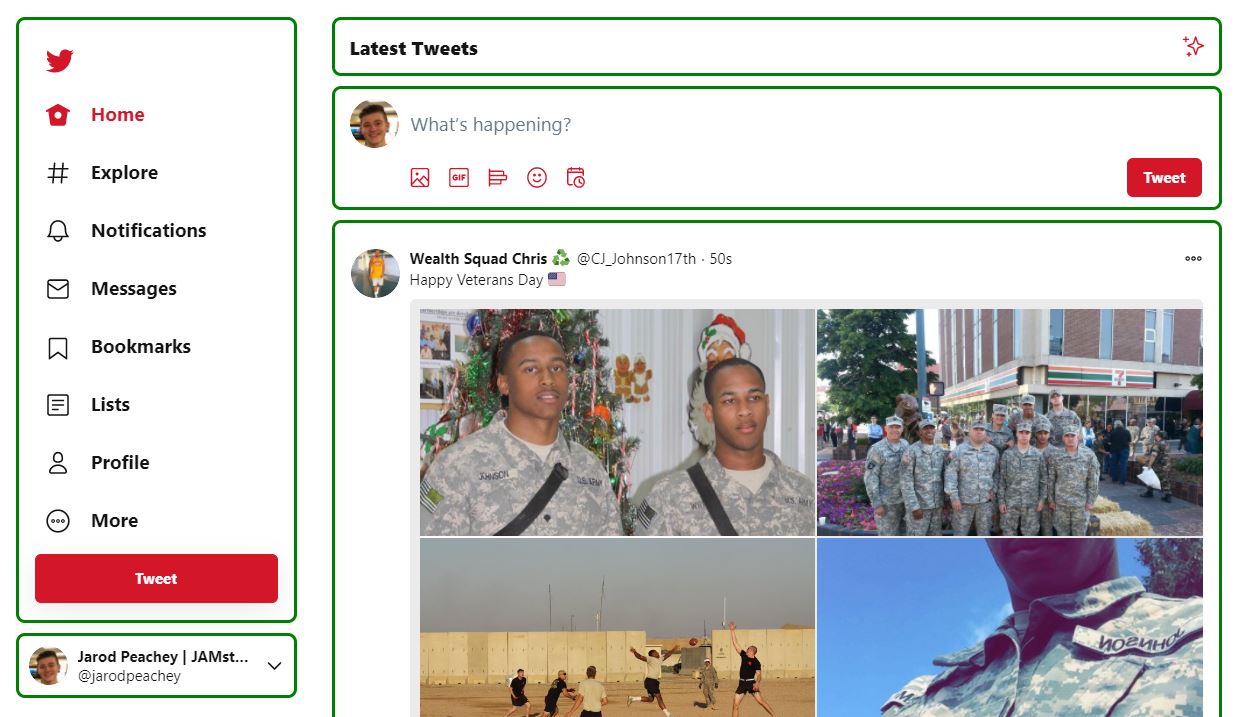 Home
Explore
Notifications
Messages
Bookmarks
Lists
Profile
More
Tweet
Jarod Peachey | JAMst...
@jarodpeachey
Latest Tweets
What's happening?
GIF
Tweet
Wealth Squad Chris ♻️ @CJ_Johnson17th · 50s
Happy Veterans Day 🇺🇸
JOHNSON
U.S. ARMY
U.S. ARMY
7
JOHNSON